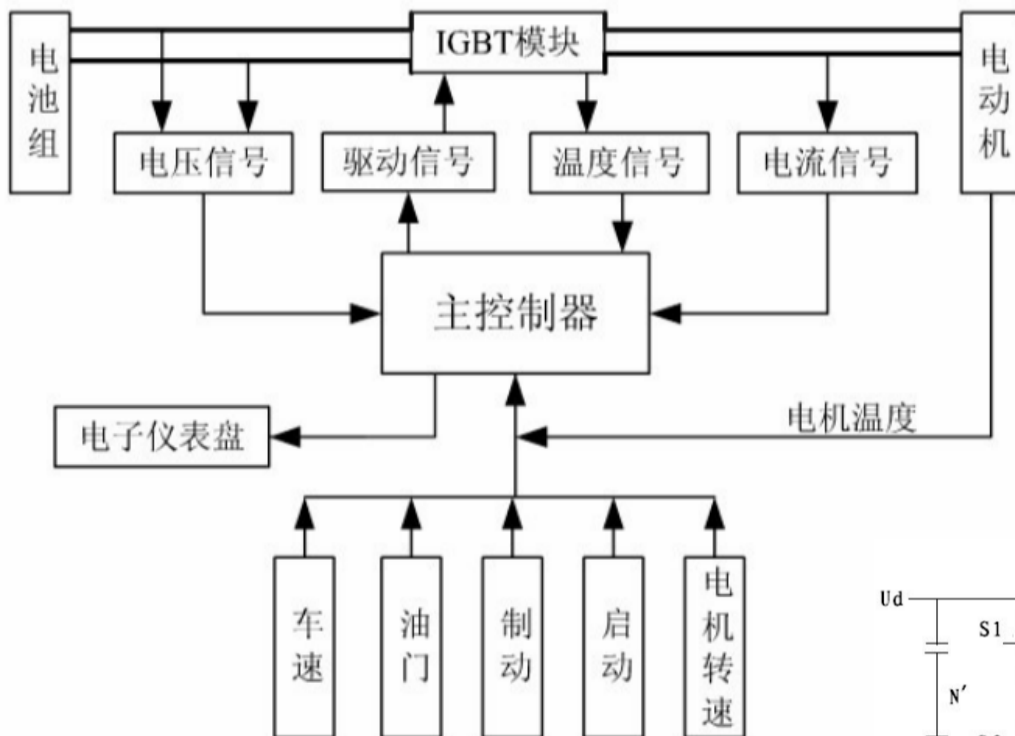 电池组
IGBT模块
电动机
电压信号
驱动信号
温度信号
电流信号
主控制器
电子仪表盘
电机温度
车速
油门
制动
启动
电机转速
Ud
S1
N′